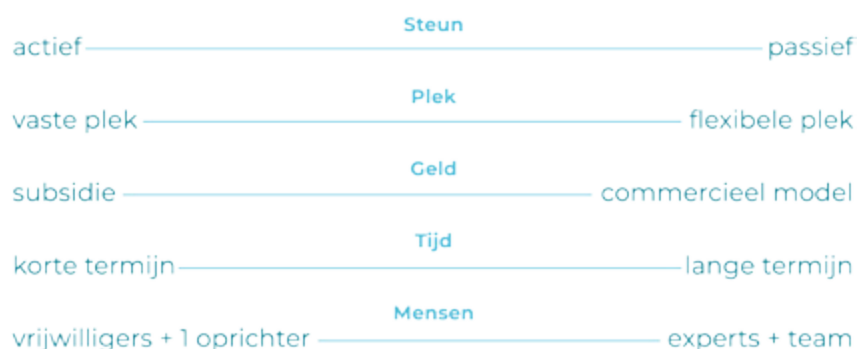 Steun
actief passief
Plek
vaste plek flexibele plek
Geld
subsidie commercieel model
Tijd
korte termijn lange termijn
Mensen
vrijwilligers + 1 oprichter experts + team